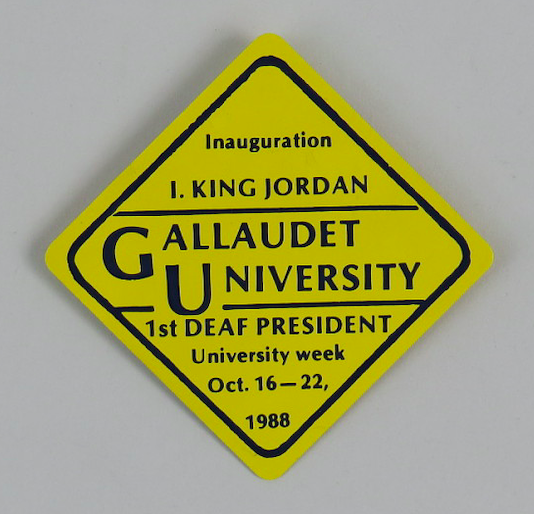 Inauguration
I. KING JORDAN
GALLAUDET
UNIVERSITY
1st DEAF PRESIDENT
University week
Oct. 16—22,
1988